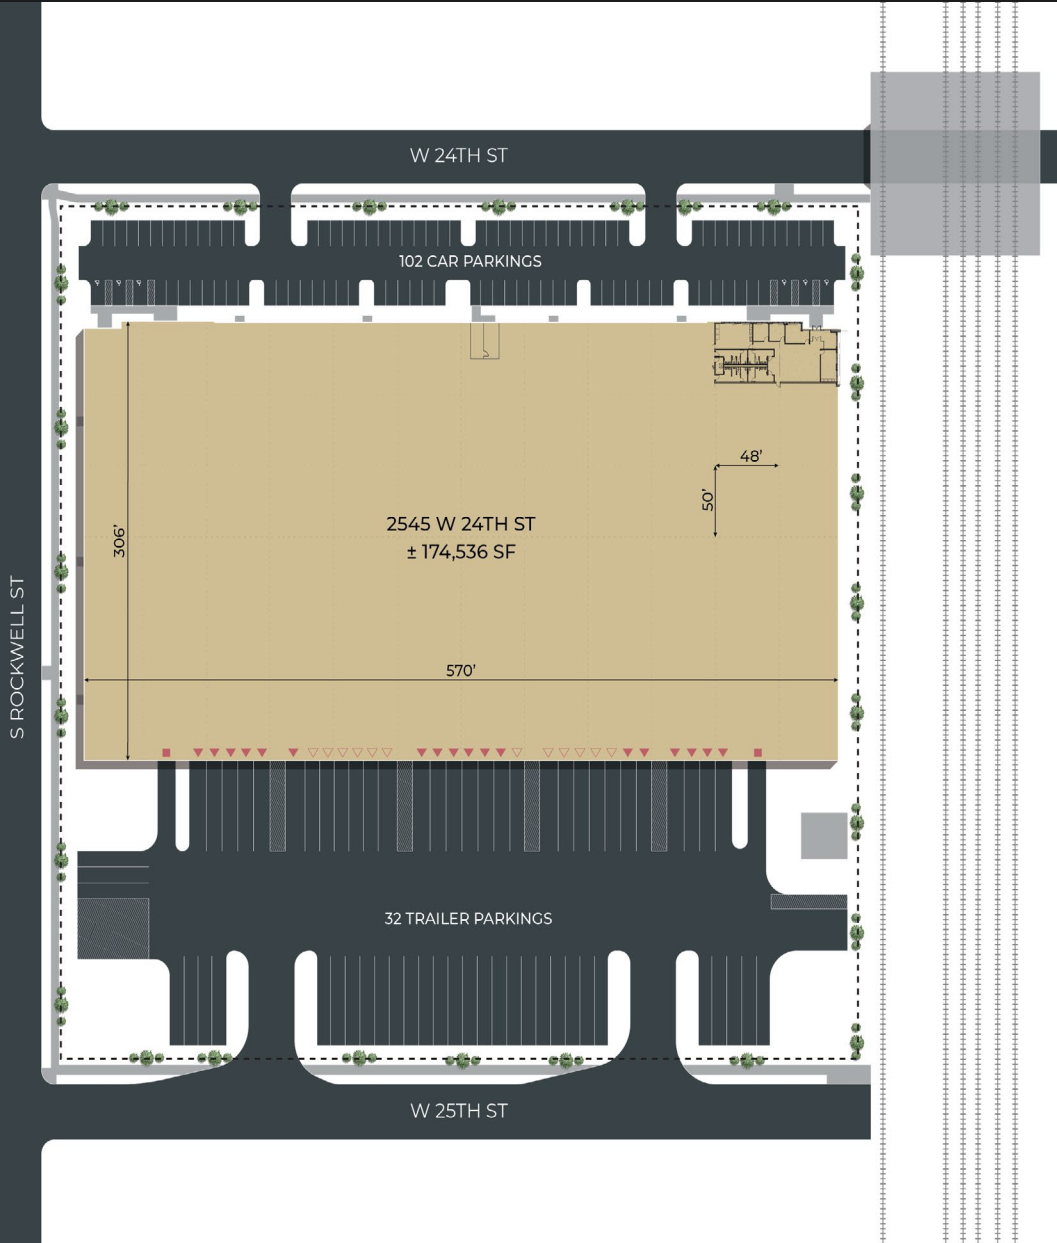 W 24TH ST
102 CAR PARKINGS
48'
50'
306'
2545 W 24TH ST
± 174,536 SF
570'
S ROCKWELL ST
32 TRAILER PARKINGS
W 25TH ST